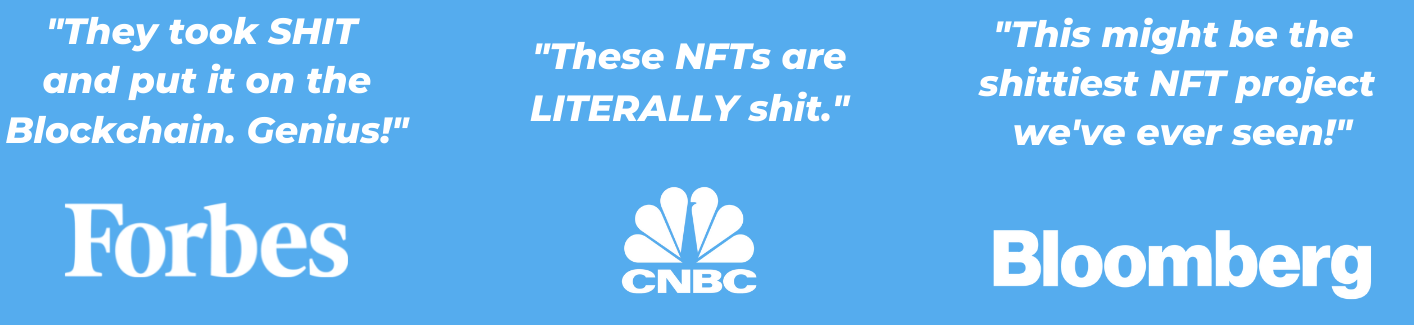 "They took SHIT
and put it on the
Blockchain. Genius!"
Forbes
"These NFTs are
LITERALLY shit."
CNBC
"This might be the
shittiest NFT project
we've ever seen!"
Bloomberg